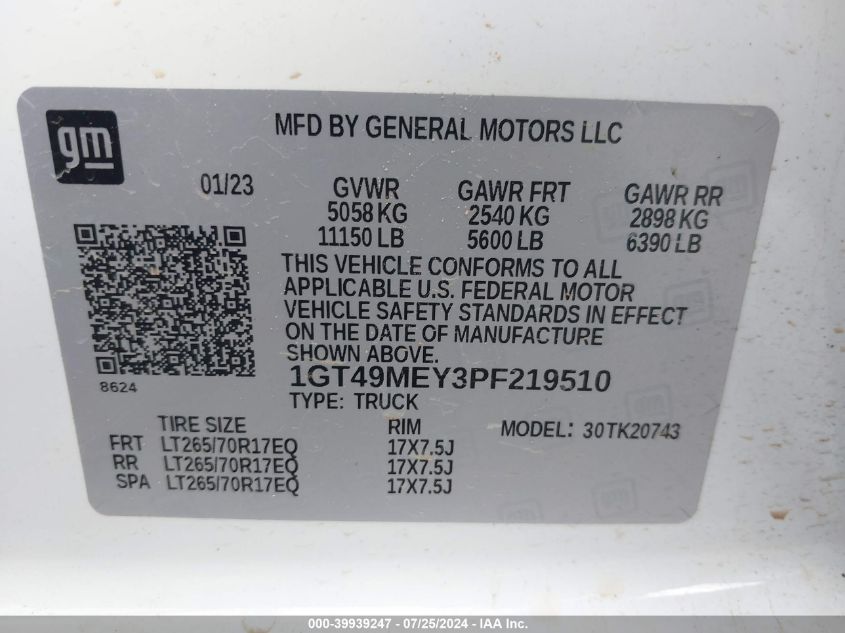 gm
MFD BY GENERAL MOTORS LLC
01/23 GVWR GAWR FRT GAWR RR
5058 KG 2540 KG 2898 KG
11150 LB 5600 LB 6390 LB
THIS VEHICLE CONFORMS TO ALL
APPLICABLE U.S. FEDERAL MOTOR
VEHICLE SAFETY STANDARDS IN EFFECT
ON THE DATE OF MANUFACTURE
SHOWN ABOVE.
8624
1GT49MEY3PF219510
TYPE: TRUCK
TIRE SIZE RIM MODEL: 30TK20743
FRT LT265/70R17EQ 17X7.5J
RR LT265/70R17EQ 17X7.5J
SPA LT265/70R17EQ 17X7.5J
000-39939247 - 07/25/2024 - IAA Inc.